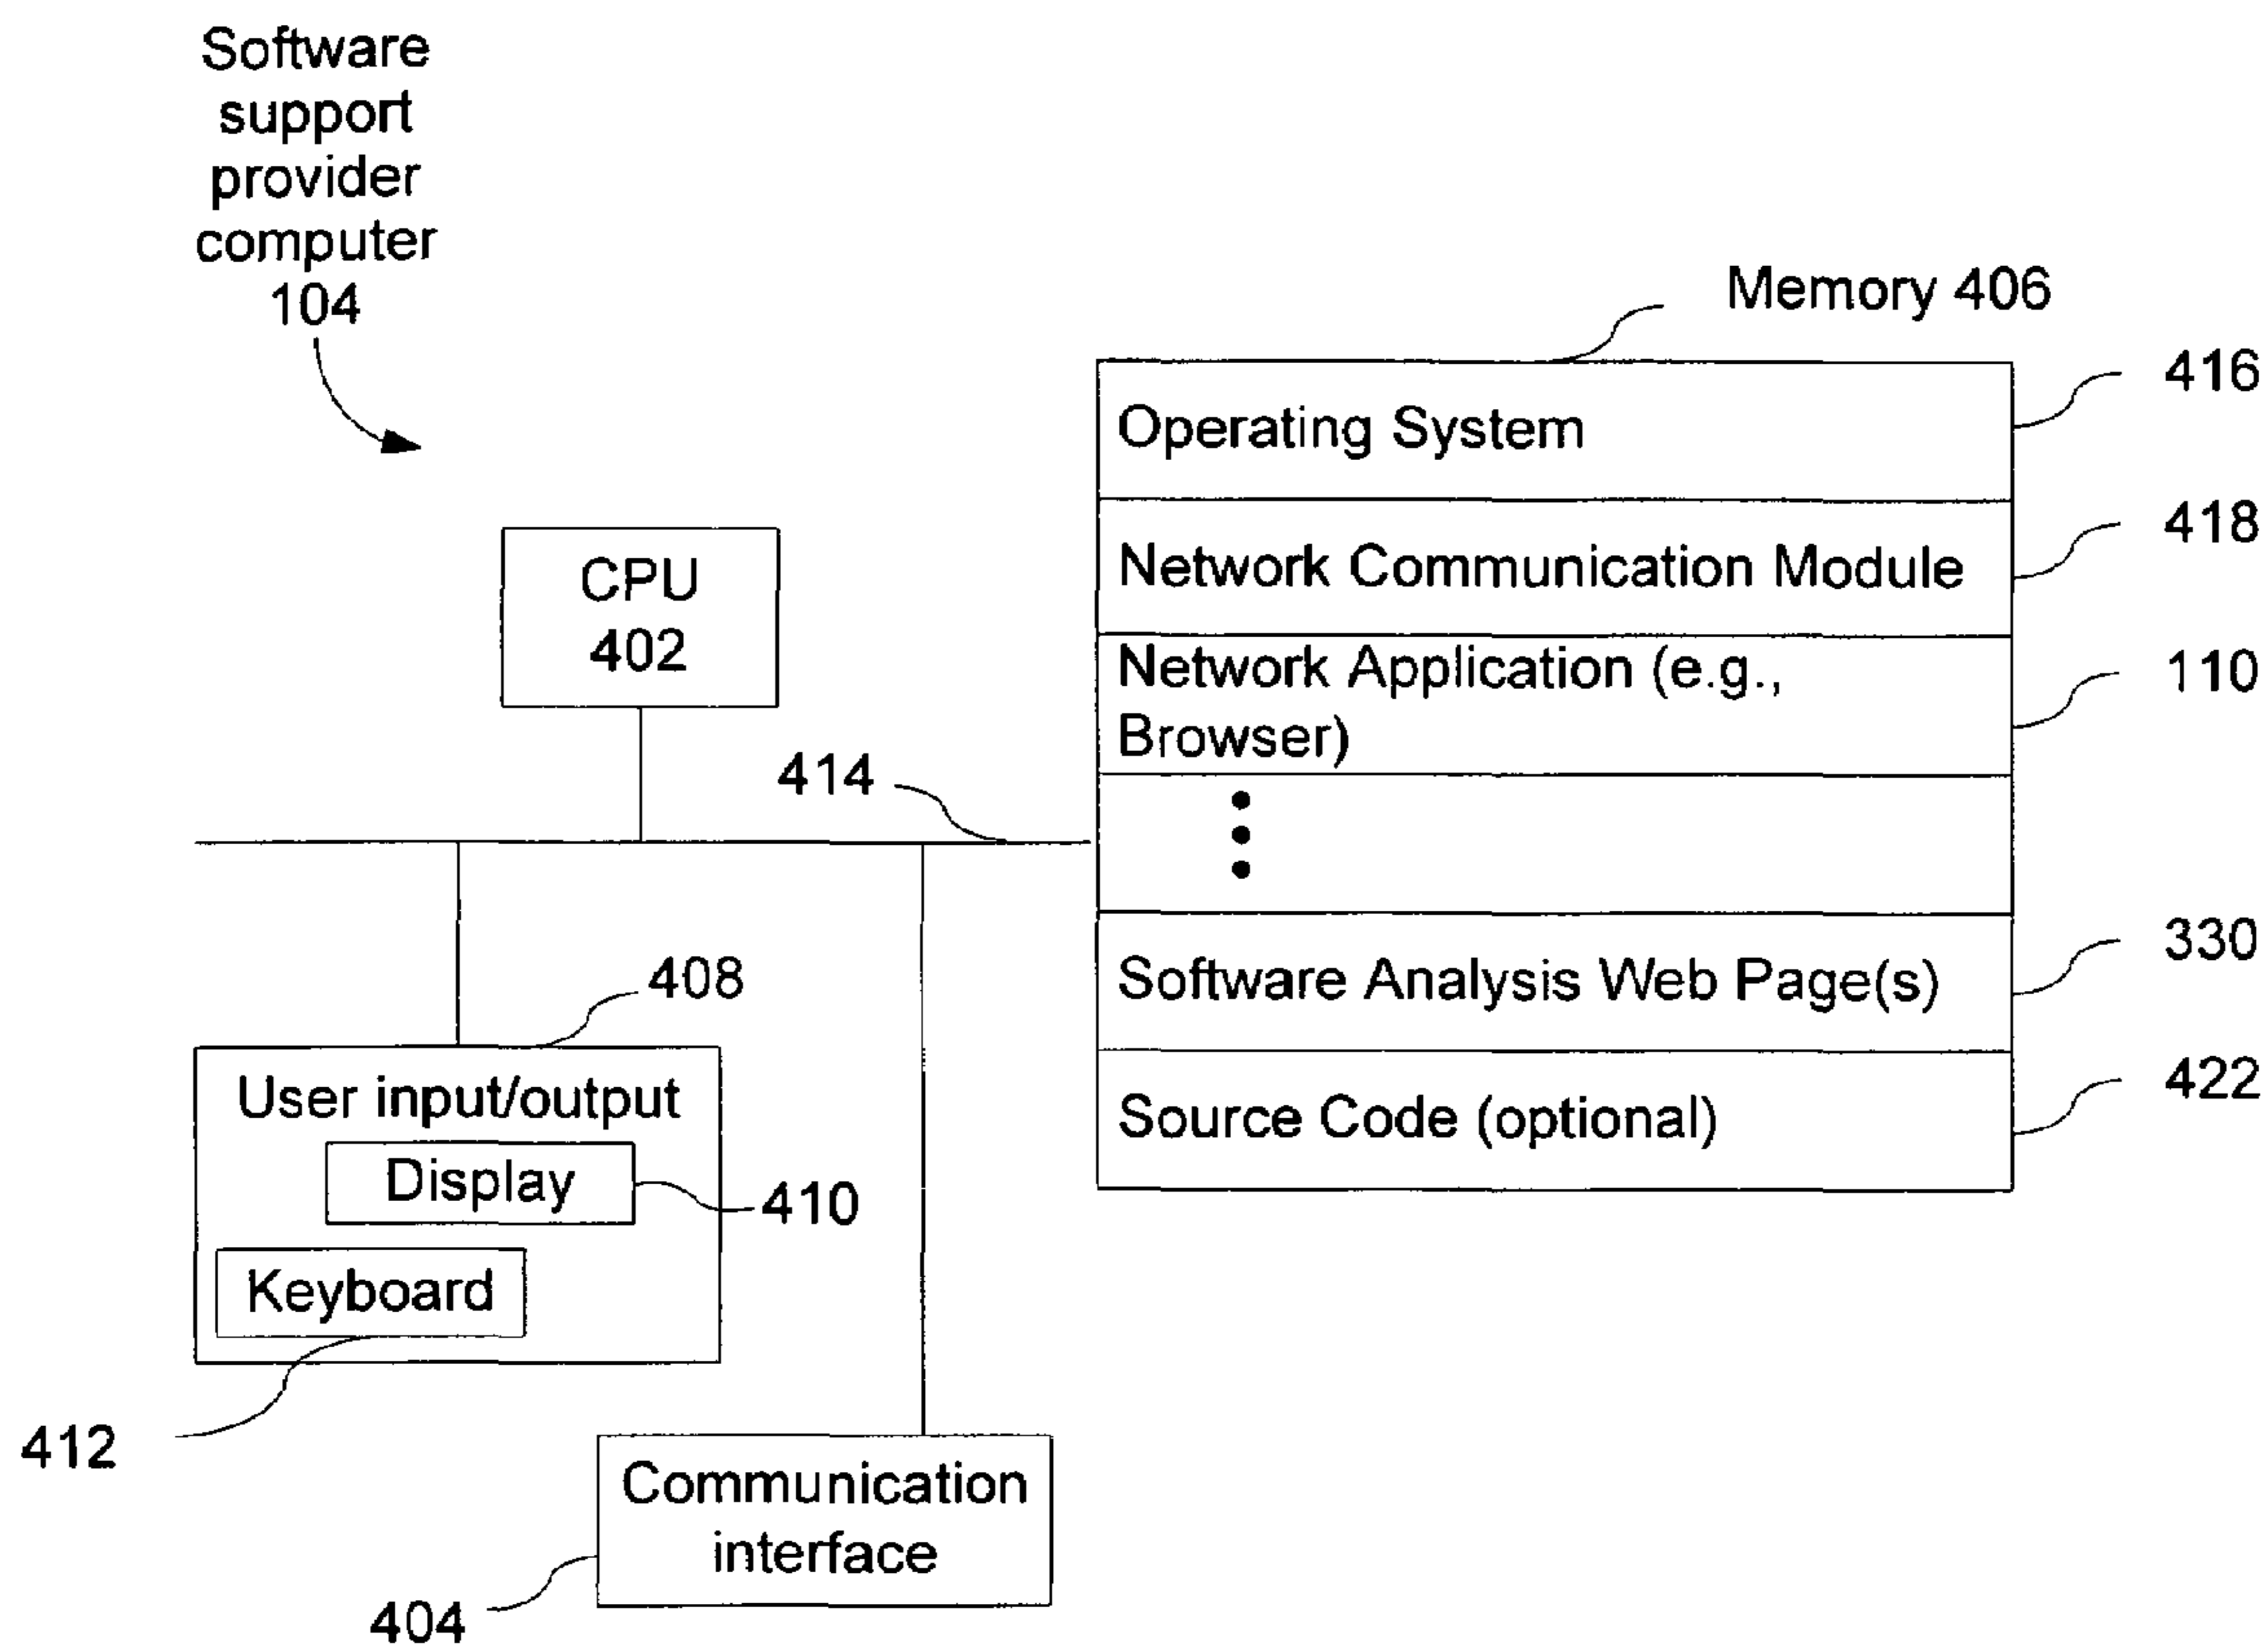 Software
support
provider
computer
104
Memory 406
416
Operating System
418
Network Communication Module
CPU
402
110
Network Application (e.g.,
Browser)
414
330
Software Analysis Web Page(s)
408
422
Source Code (optional)
User input/output
Display
410
Keyboard
412
Communication
interface
404